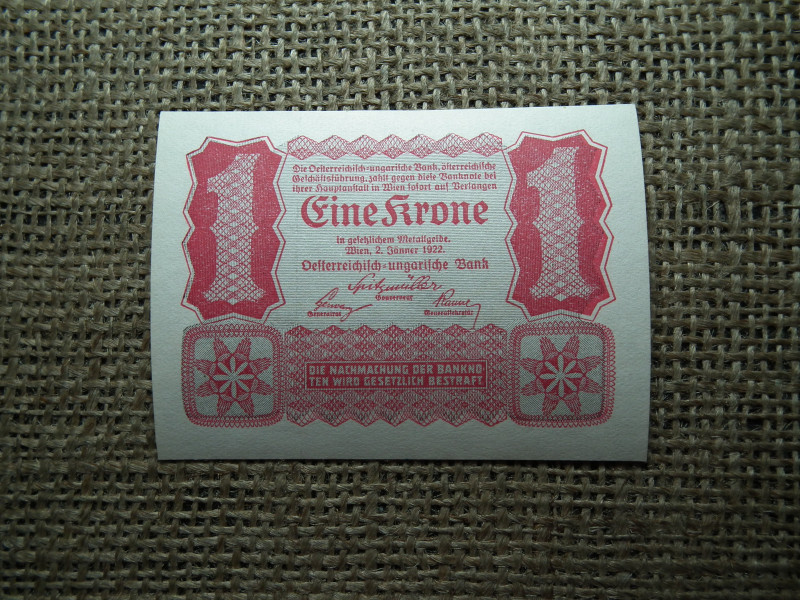 1
1
Die Oesterreichisch-ungarische Bank, österreichische
Geschäftsführung, zahlt gegen diese Banknote bei
ihrer Hauptanstalt in Wien sofort auf Verlangen
Eine Krone
in gesetzlichem Metallgelde.
Wien, 2. Jänner 1922.
Oesterreichisch-ungarische Bank
Spitzmüller
Gouverneur
Generalrat
Generalsekretär
DIE NACHMACHUNG DER BANKNO-
TEN WIRD GESETZLICH BESTRAFT.